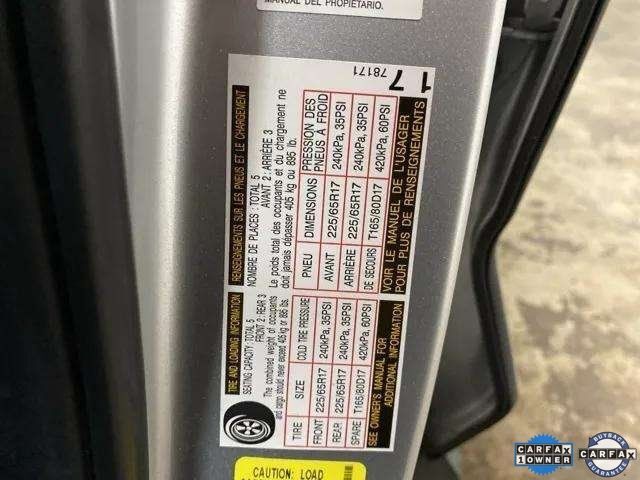 MANUAL DEL PROPIETARIO.
TIRE AND LOADING INFORMATION
SEATING CAPACITY: TOTAL 5
FRONT 2: REAR 3
The combined weight of occupants
and cargo should never exceed 405 kg or 895 lbs.
TIRE SIZE COLD TIRE PRESSURE
FRONT 225/65R17 240kPa, 35PSI
REAR 225/65R17 240kPa, 35PSI
SPARE T165/80D17 420kPa, 60PSI
SEE OWNER'S MANUAL FOR
ADDITIONAL INFORMATION
RENSEIGNEMENTS SUR LES PNEUS ET LE CHARGEMENT
NOMBRE DE PLACES : TOTAL 5
AVANT 2: ARRIÈRE 3
Le poids total des occupants et du chargement ne
doit jamais dépasser 405 kg ou 895 lb.
PNEU DIMENSIONS PRESSION DES
PNEUS À FROID
AVANT 225/65R17 240kPa, 35PSI
ARRIÈRE 225/65R17 240kPa, 35PSI
DE SECOURS T165/80D17 420kPa, 60PSI
VOIR LE MANUEL DE L'USAGER
POUR PLUS DE RENSEIGNEMENTS
78171
1 7
CAUTION: LOAD
CARFAX
1 OWNER
BUYBACK
CARFAX
GUARANTEE